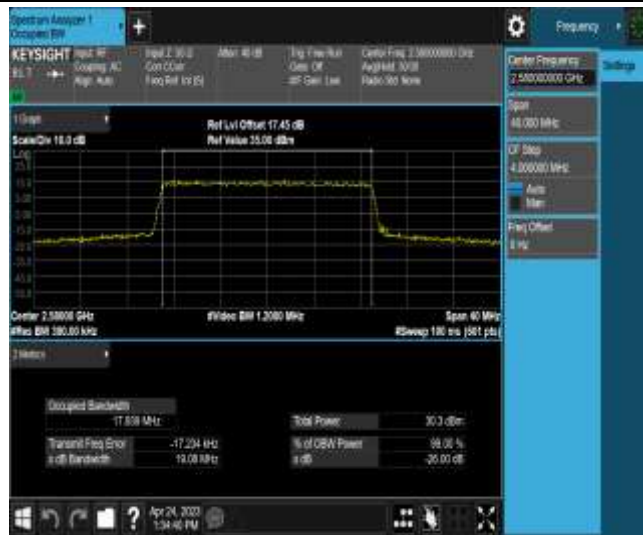 Spectrum Analyzer 1
Occupied BW
Frequency
KEYSIGHT
Input: RF
Coupling: AC
Align: Auto
Input Z: 50 Ω
Corr CCorr
Freq Ref: Int (S)
Atten: 40 dB
Trig: Free Run
Gate: Off
#IF Gain: Low
Center Freq: 2.580000000 GHz
Avg|Hold: 50/50
Radio Std: None
Center Frequency
2.580000000 GHz
Settings
Span
40.000 MHz
CF Step
4.000000 MHz
Auto
Man
Freq Offset
0 Hz
1 Graph
Scale/Div 10.0 dB
Ref Lvl Offset 17.45 dB
Ref Value 35.00 dBm
Log
Center 2.58000 GHz
#Video BW 1.2000 MHz
Span 40 MHz
#Res BW 390.00 kHz
#Sweep 100 ms (601 pts)
2 Metrics
Occupied Bandwidth
Total Power
30.3 dBm
Transmit Freq Error
-17.234 kHz
% of OBW Power
99.00 %
x dB Bandwidth
19.08 MHz
x dB
-26.00 dB
Apr 24, 2023
1:34:40 PM